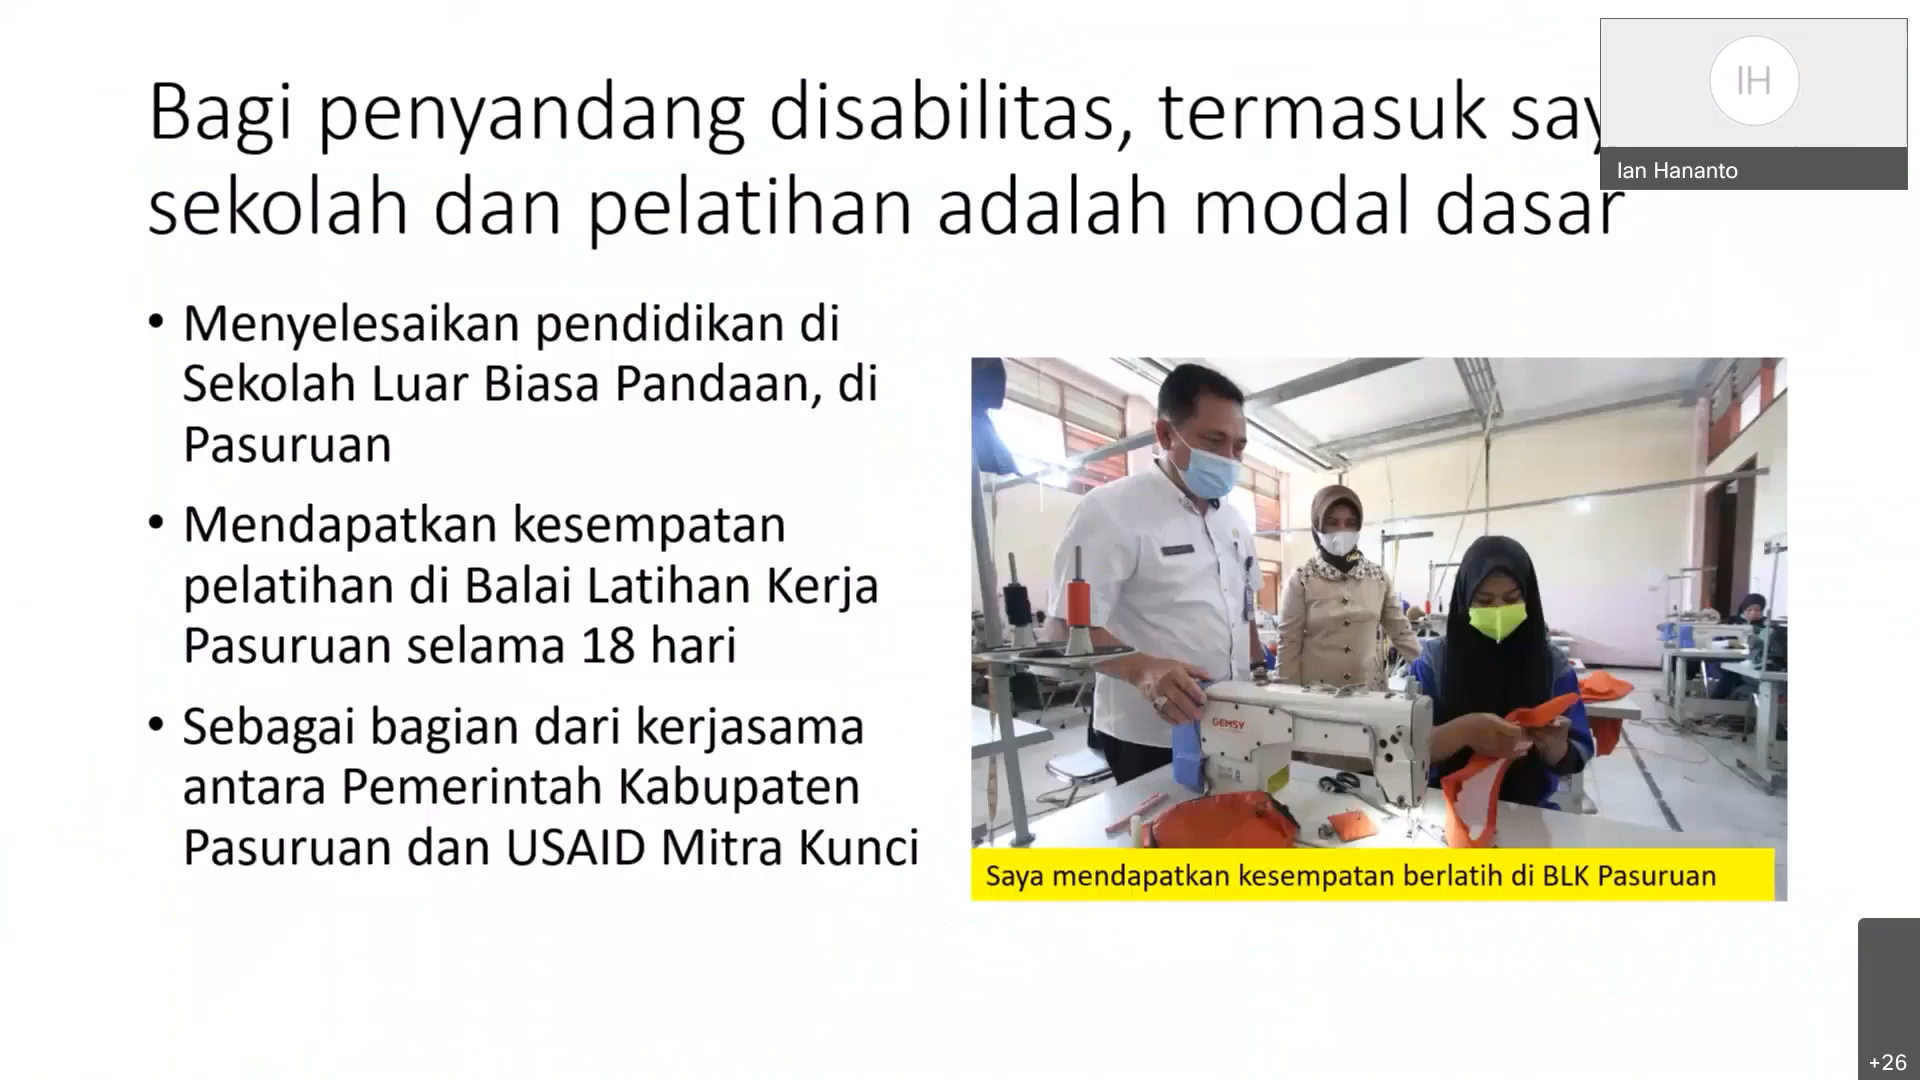 Bagi penyandang disabilitas, termasuk
sekolah dan pelatihan adalah modal dasar
IH
Ian Hananto
• Menyelesaikan pendidikan di
Sekolah Luar Biasa Pandaan, di
Pasuruan
• Mendapatkan kesempatan
pelatihan di Balai Latihan Kerja
Pasuruan selama 18 hari
• Sebagai bagian dari kerjasama
antara Pemerintah Kabupaten
Pasuruan dan USAID Mitra Kunci
GEMSY
Saya mendapatkan kesempatan berlatih di BLK Pasuruan
+26